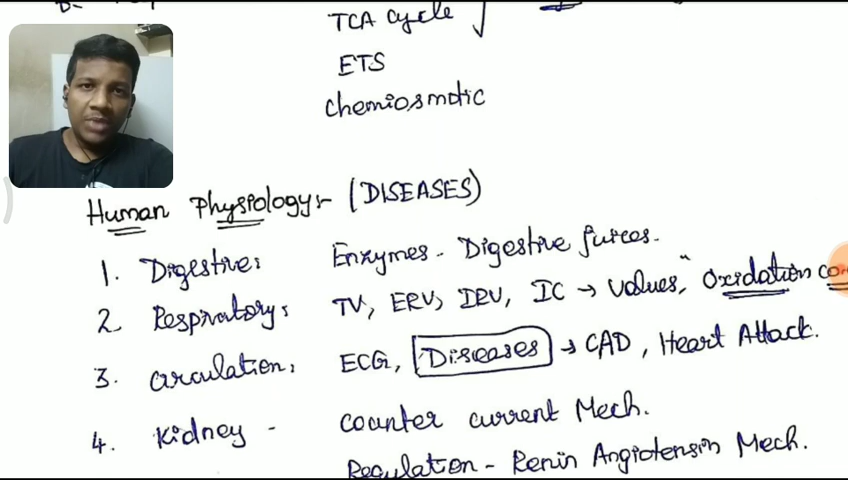 TCA cycle √
ETS
chemiosmotic
Human Physiology:- (DISEASES)
1. Digestive: Enzymes - Digestive Juices.
2 Respiratory: TV, ERV, IRV, IC → values, "Oxidation
3. circulation: ECG, Diseases → CAD, Heart Attack.
4. Kidney - counter current Mech.
Regulation - Renin Angiotensin Mech.